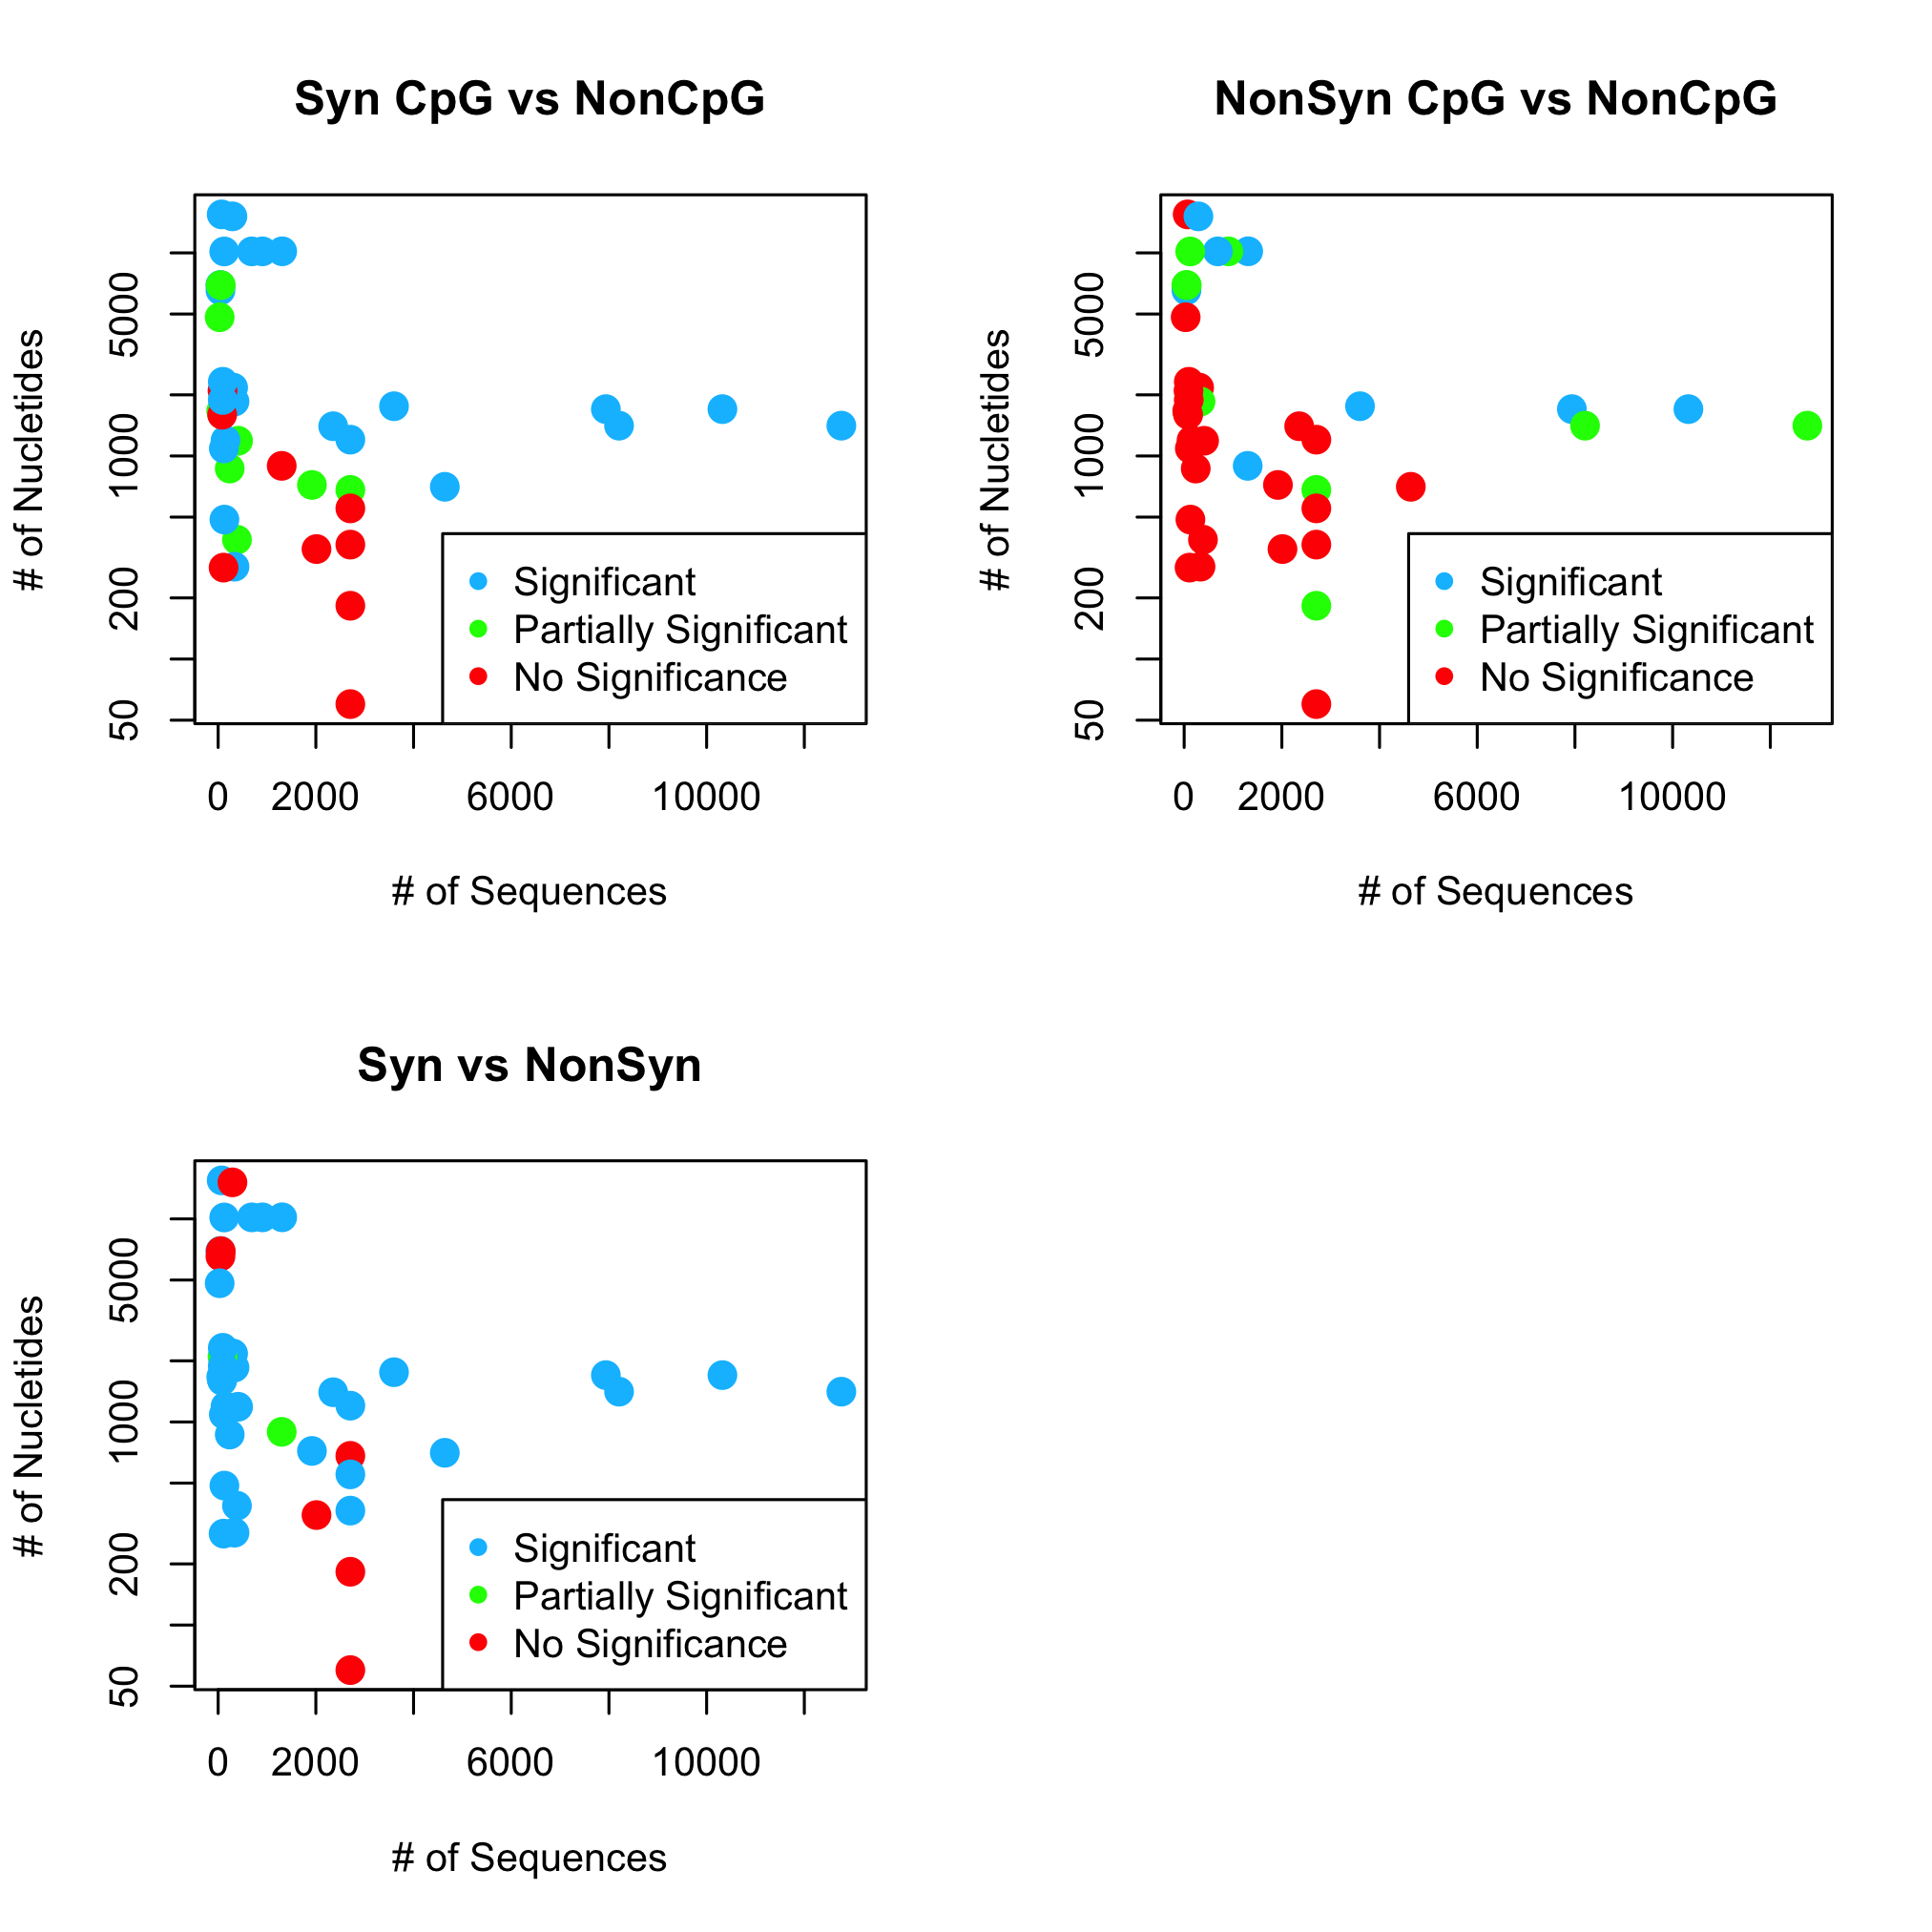 Syn CpG vs NonCpG
# of Nucletides
5000
1000
200
50
Significant
Partially Significant
No Significance
0 2000 6000 10000
# of Sequences
NonSyn CpG vs NonCpG
# of Nucletides
5000
1000
200
50
Significant
Partially Significant
No Significance
0 2000 6000 10000
# of Sequences
Syn vs NonSyn
# of Nucletides
5000
1000
200
50
Significant
Partially Significant
No Significance
0 2000 6000 10000
# of Sequences